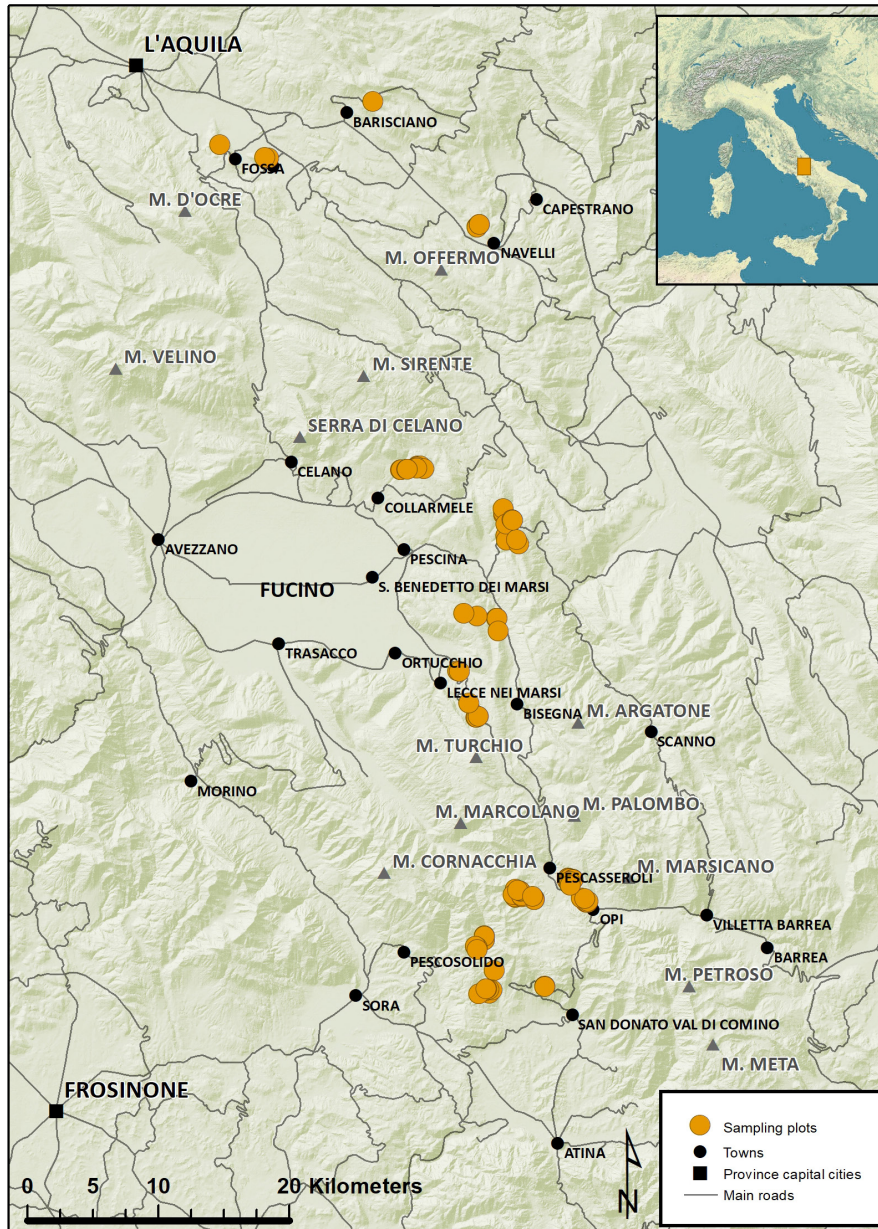 L'AQUILA
BARISCIANO
FOSSA
M. D'OCRE
CAPESTRANO
NAVELLI
M. OFFERMO
M. VELINO
M. SIRENTE
SERRA DI CELANO
CELANO
COLLARMELE
AVEZZANO
PESCINA
FUCINO
S. BENEDETTO DEI MARSI
TRASACCO
ORTUCCHIO
LECCE NEI MARSI
BISEGNA
M. ARGATONE
SCANNO
M. TURCHIO
MORINO
M. PALOMBO
M. MARCOLANO
M. CORNACCHIA
PESCASSEROLI
M. MARSICANO
OPI
VILLETTA BARREA
BARREA
PESCOSOLIDO
M. PETROSO
SORA
SAN DONATO VAL DI COMINO
M. META
FROSINONE
ATINA
Sampling plots
Towns
Province capital cities
Main roads
N
0 5 10 20 Kilometers